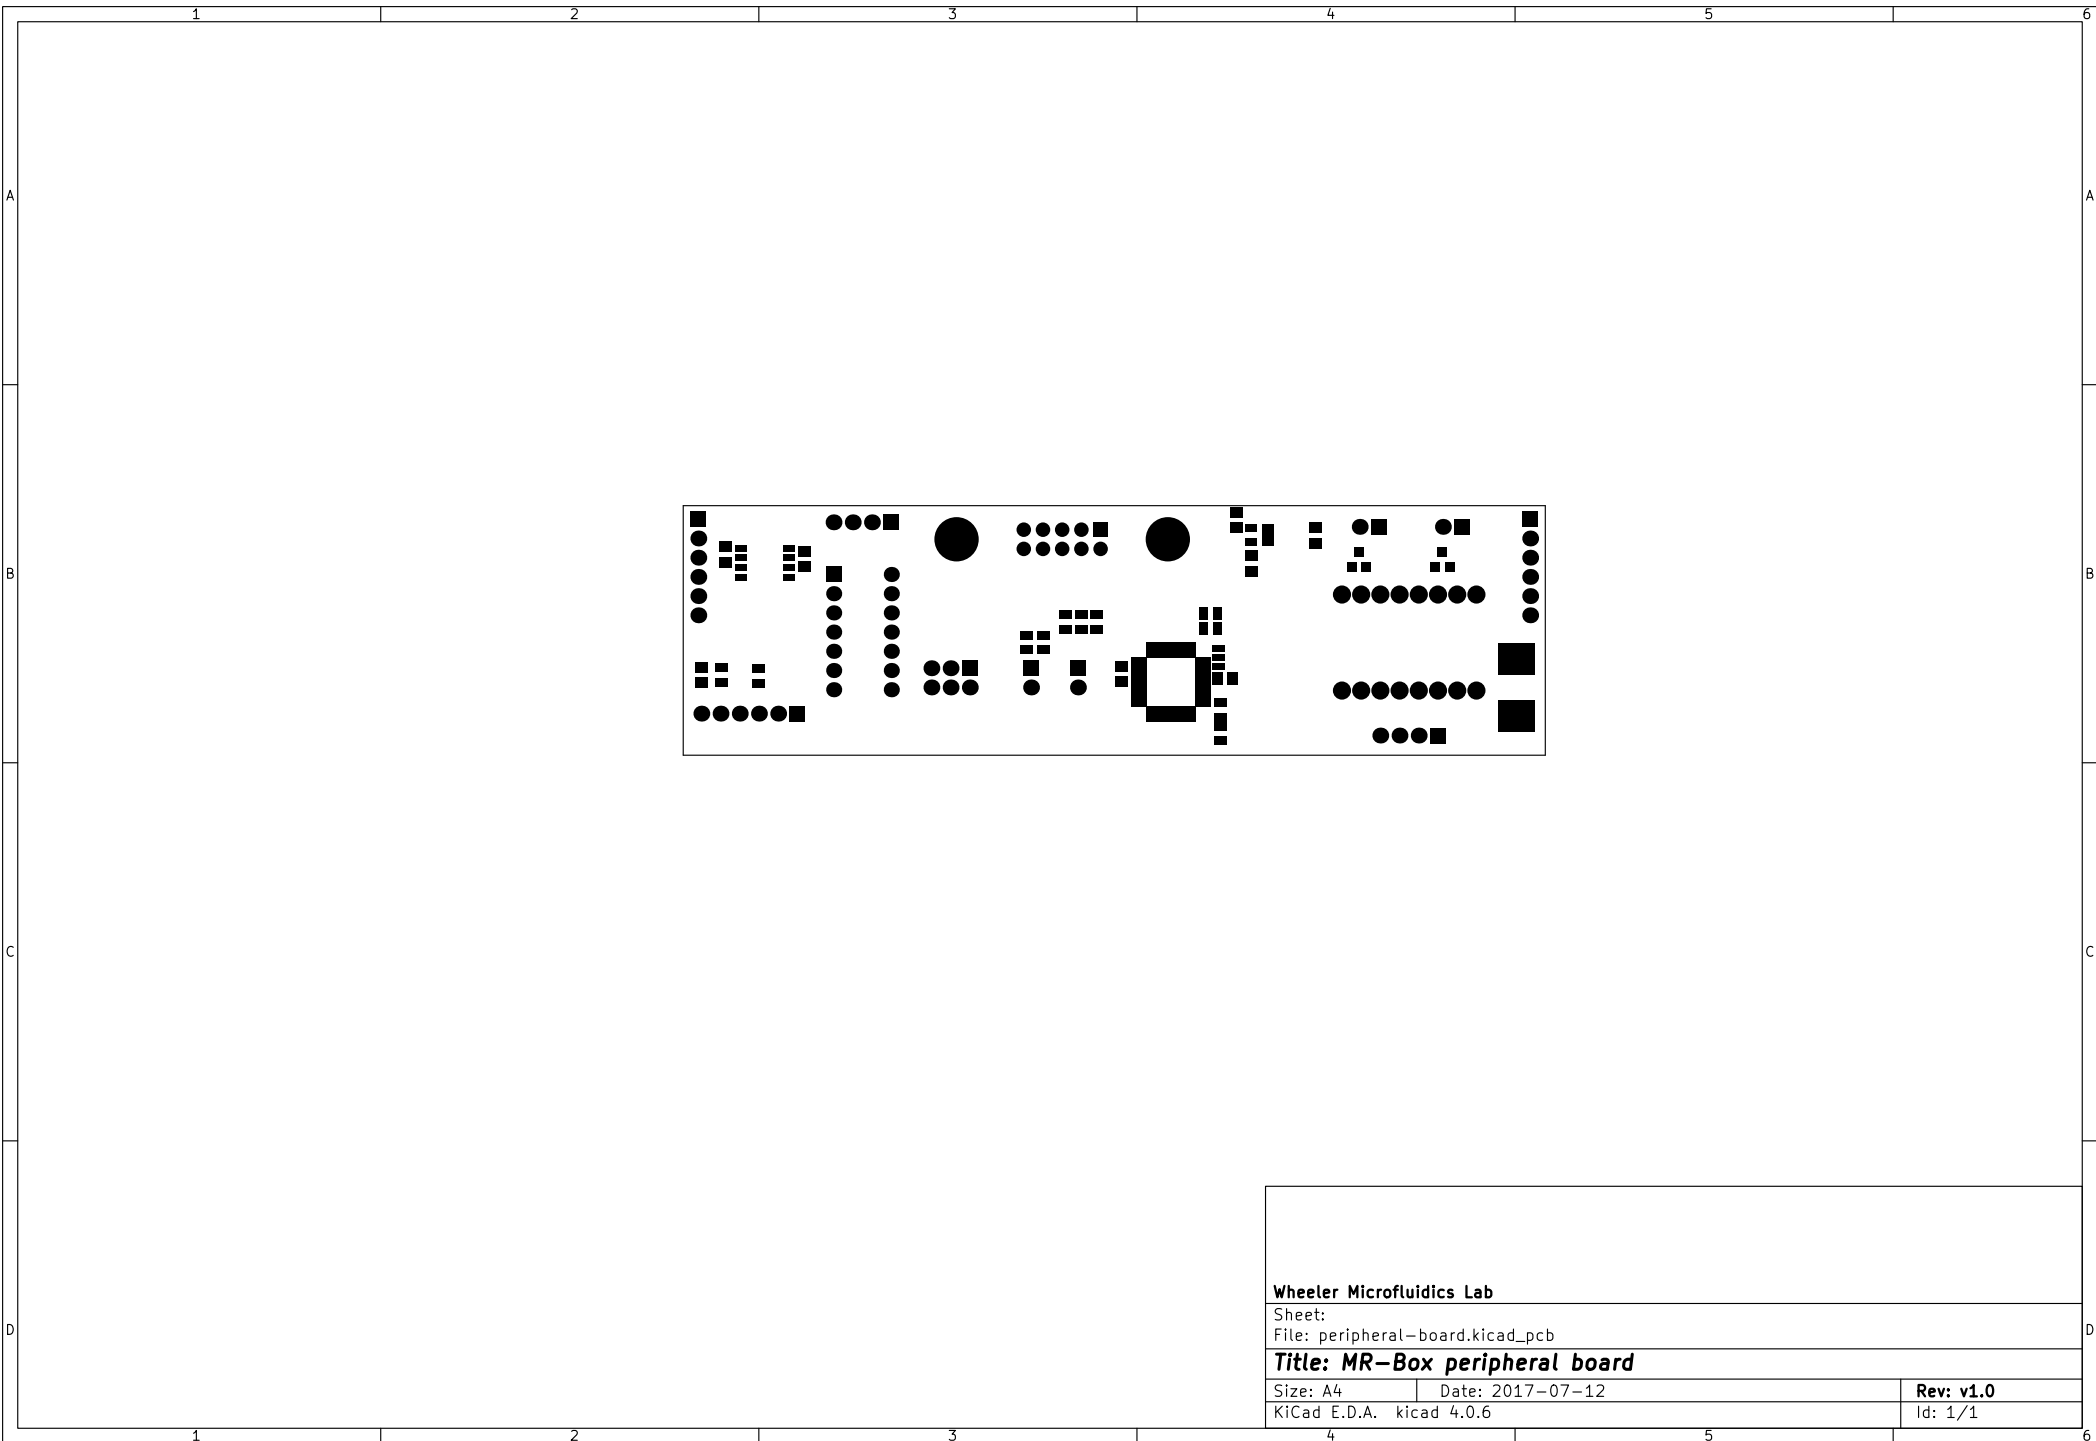 1 2 3 4 5 6
A A
B B
C C
Wheeler Microfluidics Lab
Sheet:
D D
File: peripheral-board.kicad_pcb
Title: MR-Box peripheral board
Size: A4 Date: 2017-07-12 Rev: v1.0
KiCad E.D.A. kicad 4.0.6 Id: 1/1
1 2 3 4 5 6